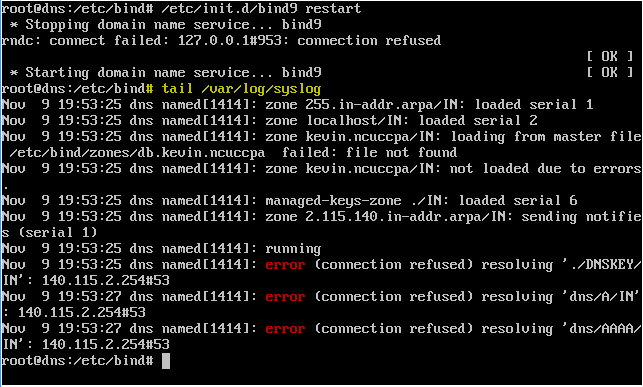 root@dns:/etc/bind# /etc/init.d/bind9 restart
 * Stopping domain name service... bind9
rndc: connect failed: 127.0.0.1#953: connection refused
[ OK ]
 * Starting domain name service... bind9 [ OK ]
root@dns:/etc/bind# tail /var/log/syslog
Nov  9 19:53:25 dns named[1414]: zone 255.in-addr.arpa/IN: loaded serial 1
Nov  9 19:53:25 dns named[1414]: zone localhost/IN: loaded serial 2
Nov  9 19:53:25 dns named[1414]: zone kevin.ncuccpa/IN: loading from master file
 /etc/bind/zones/db.kevin.ncuccpa  failed: file not found
Nov  9 19:53:25 dns named[1414]: zone kevin.ncuccpa/IN: not loaded due to errors
.
Nov  9 19:53:25 dns named[1414]: managed-keys-zone ./IN: loaded serial 6
Nov  9 19:53:25 dns named[1414]: zone 2.115.140.in-addr.arpa/IN: sending notifie
s (serial 1)
Nov  9 19:53:25 dns named[1414]: running
Nov  9 19:53:25 dns named[1414]: error (connection refused) resolving './DNSKEY/
IN': 140.115.2.254#53
Nov  9 19:53:27 dns named[1414]: error (connection refused) resolving 'dns/A/IN'
: 140.115.2.254#53
Nov  9 19:53:27 dns named[1414]: error (connection refused) resolving 'dns/AAAA/
IN': 140.115.2.254#53
root@dns:/etc/bind#